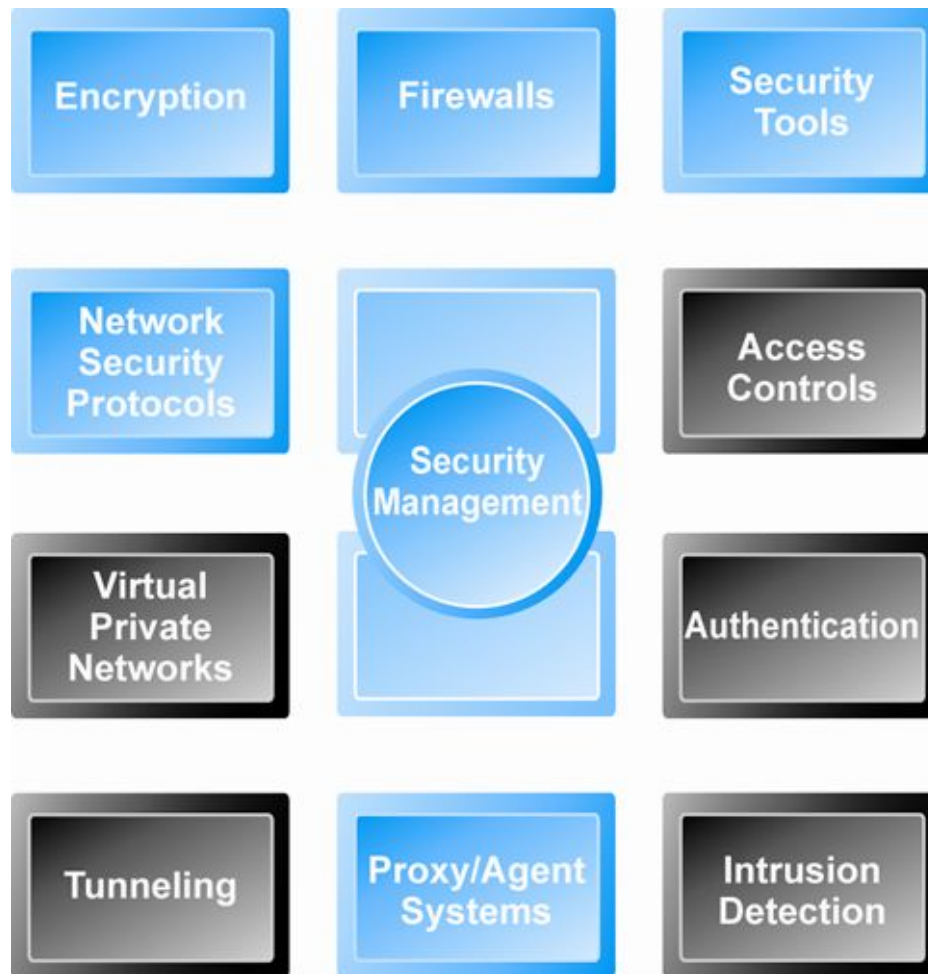 Encryption
Firewalls
Security
Tools
Network
Security
Protocols
Access
Controls
Security
Management
Virtual
Private
Networks
Authentication
Tunneling
Proxy/Agent
Systems
Intrusion
Detection